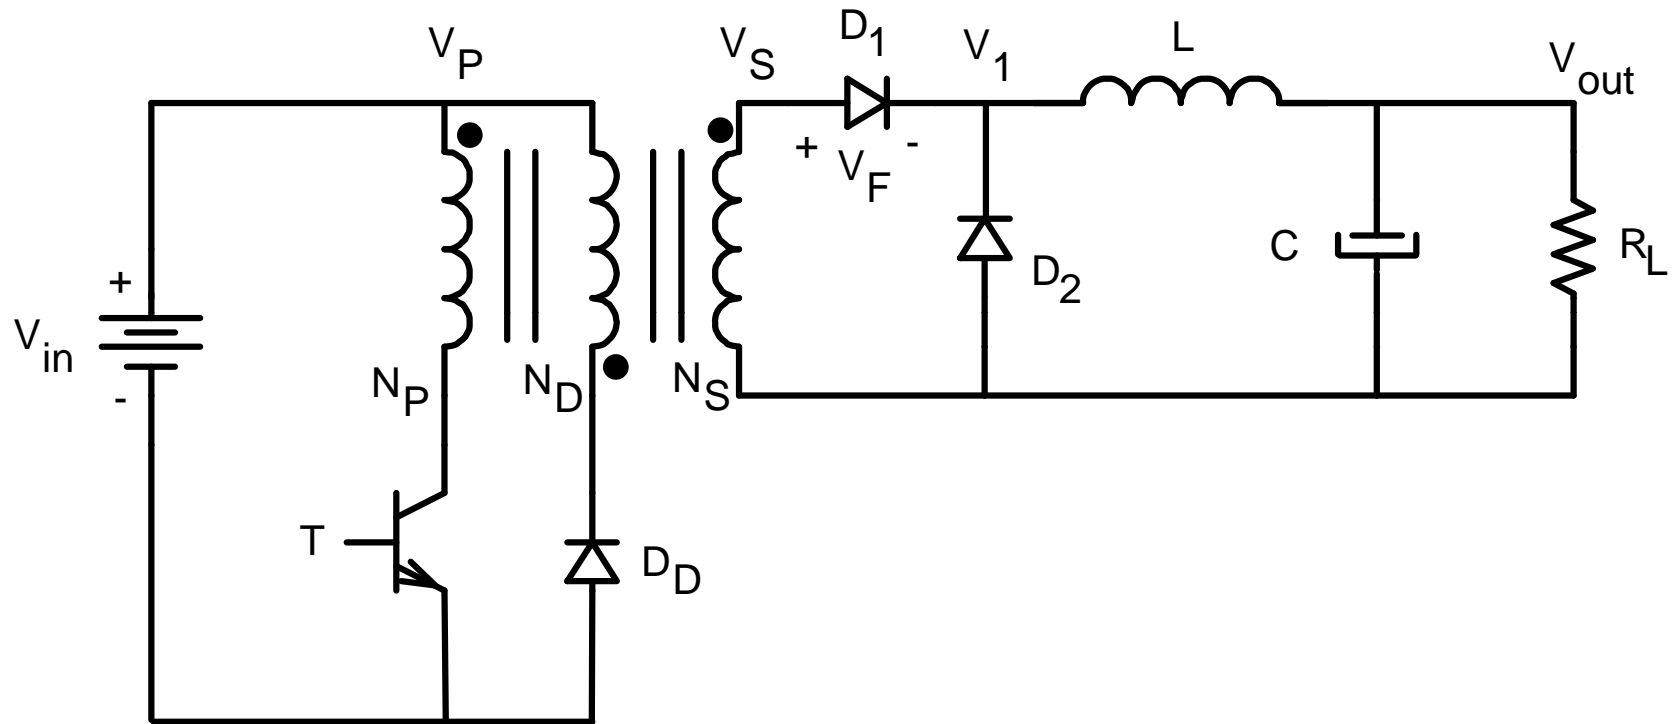 V_P
V_S
D_1
V_1
L
V_out
+ V_F -
+
V_in
-
N_P
N_D
N_S
D_2
C
R_L
T
D_D